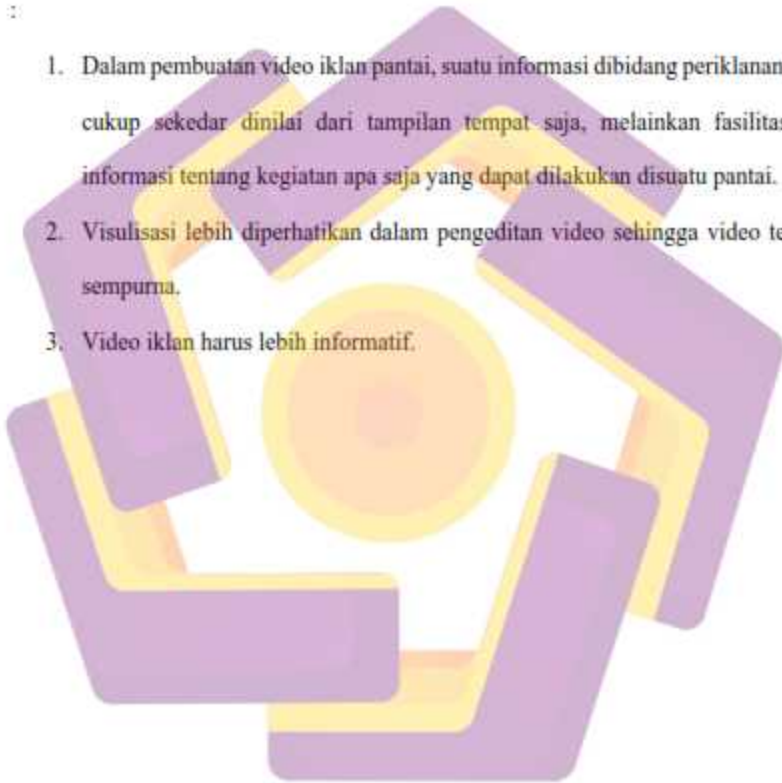 :
1. Dalam pembuatan video iklan pantai, suatu informasi dibidang periklanan
cukup sekedar dinilai dari tampilan tempat saja, melainkan fasilitas
informasi tentang kegiatan apa saja yang dapat dilakukan disuatu pantai.
2. Visulisasi lebih diperhatikan dalam pengeditan video sehingga video te
sempurna.
3. Video iklan harus lebih informatif.